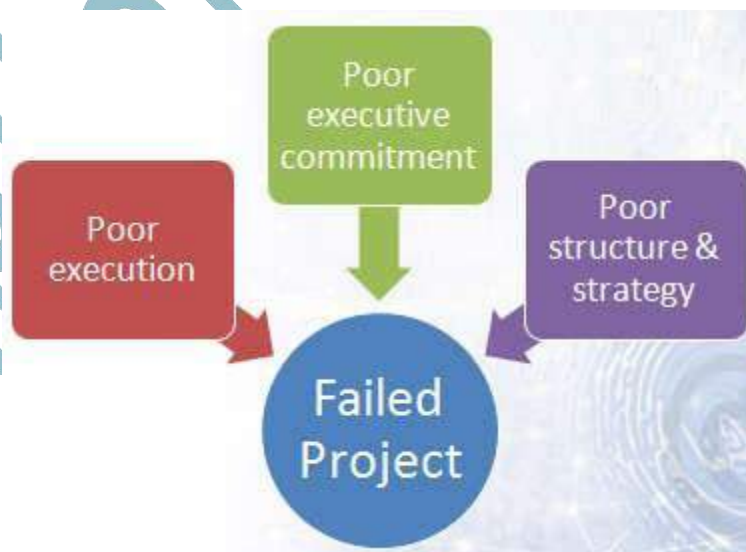 Poor
executive
commitment
Poor
execution
Poor
structure &
strategy
Failed
Project